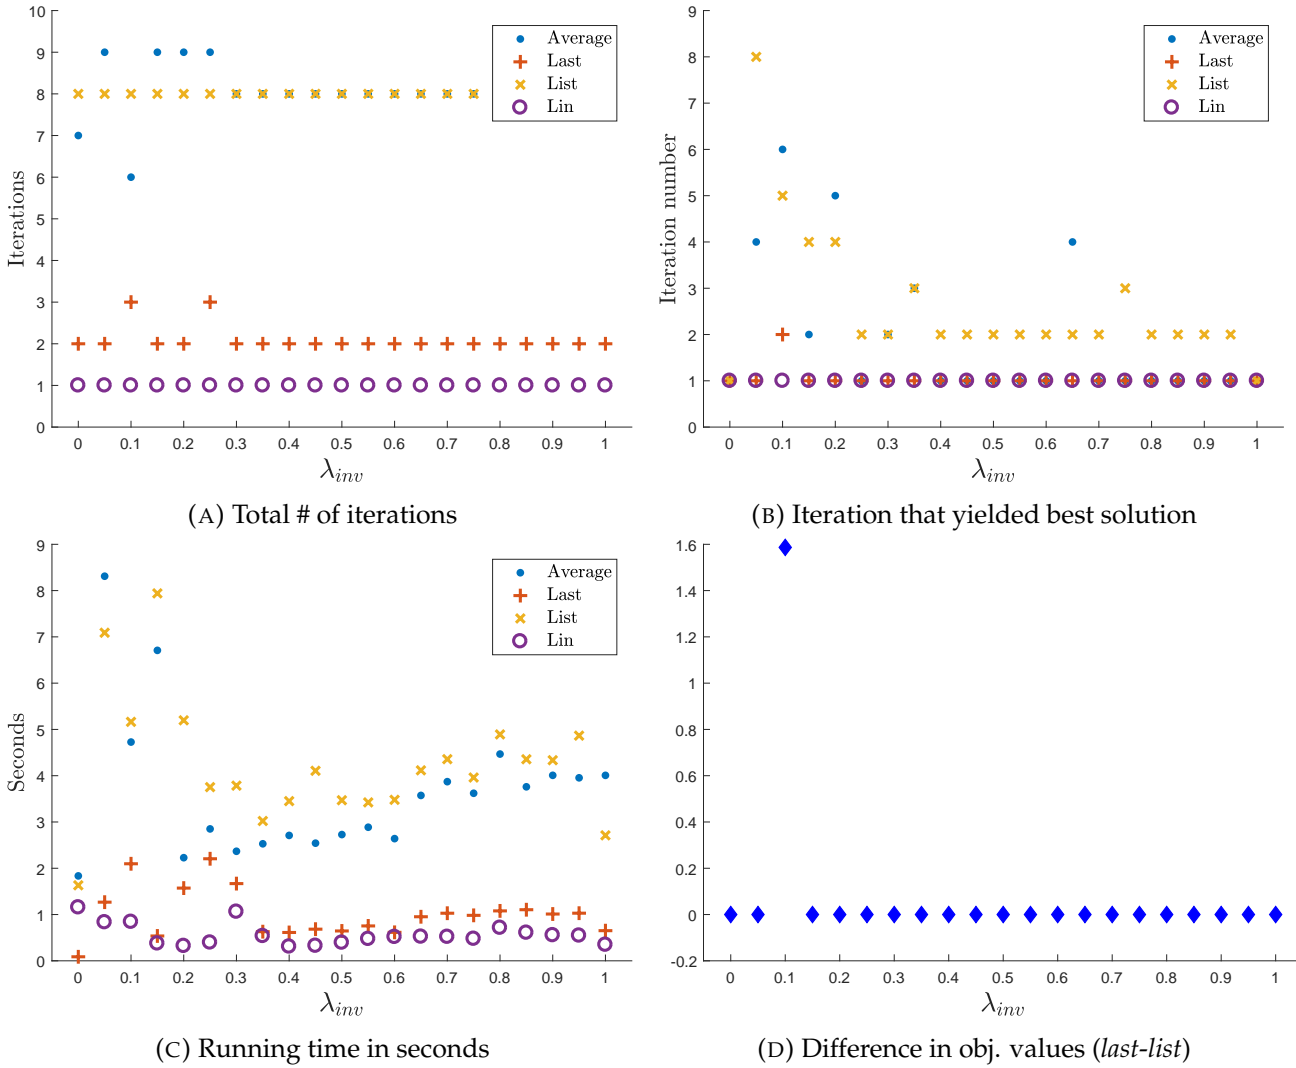 10
9
8
7
6
5
4
3
2
1
0
Iterations
Average
Last
List
Lin
0 0.1 0.2 0.3 0.4 0.5 0.6 0.7 0.8 0.9 1
λinv
(A) Total # of iterations
9
8
7
6
5
4
3
2
1
0
Iteration number
Average
Last
List
Lin
0 0.1 0.2 0.3 0.4 0.5 0.6 0.7 0.8 0.9 1
λinv
(B) Iteration that yielded best solution
9
8
7
6
5
4
3
2
1
0
Seconds
Average
Last
List
Lin
0 0.1 0.2 0.3 0.4 0.5 0.6 0.7 0.8 0.9 1
λinv
(C) Running time in seconds
1.6
1.4
1.2
1
0.8
0.6
0.4
0.2
0
-0.2
0 0.1 0.2 0.3 0.4 0.5 0.6 0.7 0.8 0.9 1
λinv
(D) Difference in obj. values (last-list)